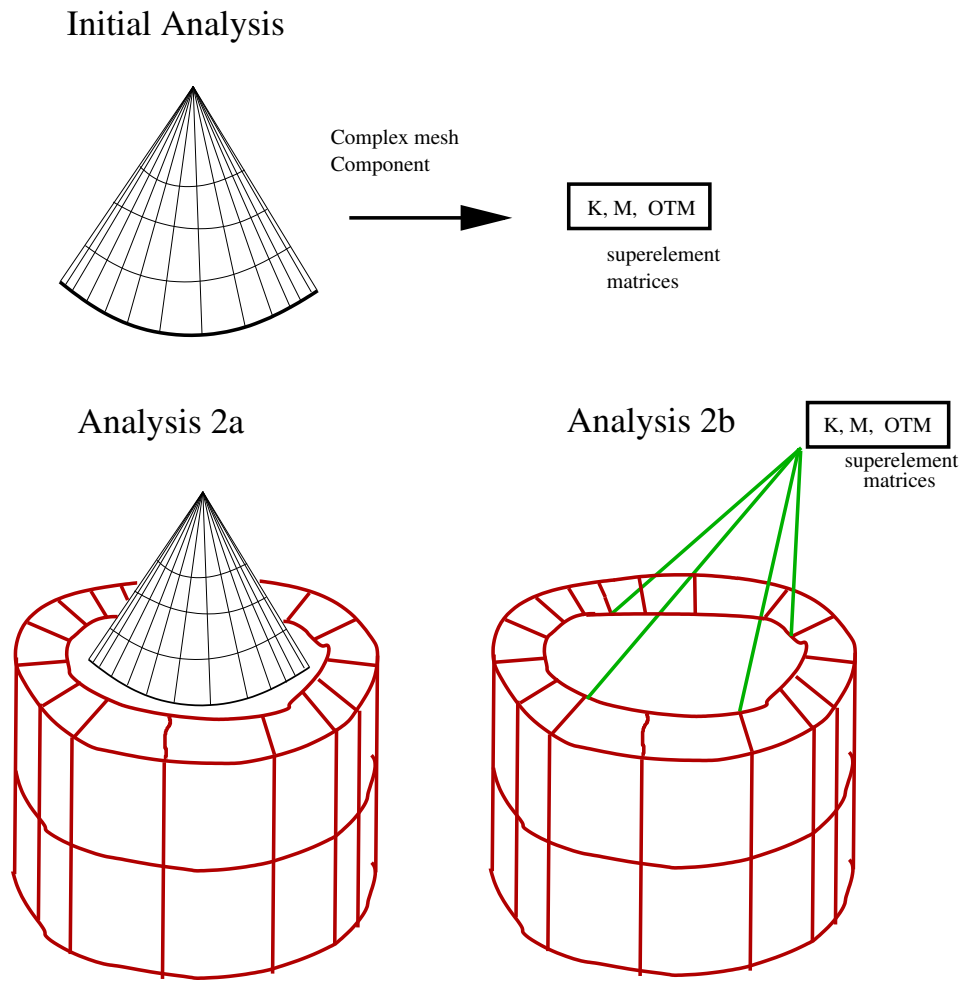 Initial Analysis
Complex mesh
Component
K, M, OTM
superelement
matrices
Analysis 2a
Analysis 2b
K, M, OTM
superelement
matrices